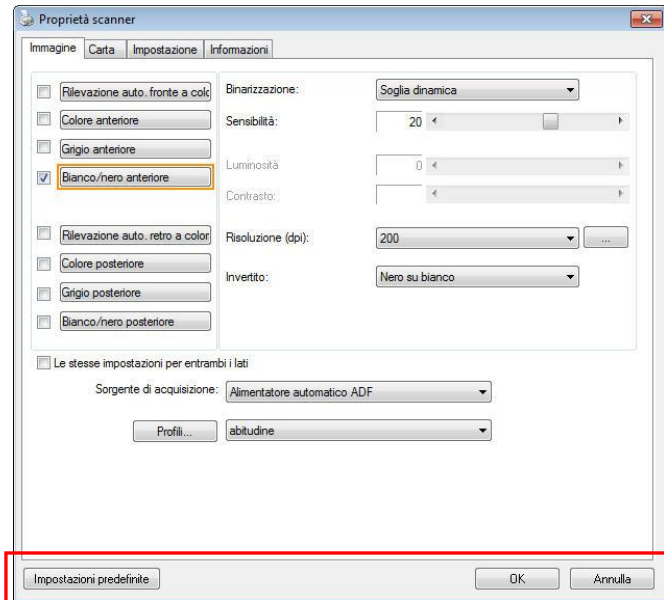 Proprietà scanner
Immagine Carta Impostazione Informazioni
Rilevazione auto. fronte a colo
Binarizzazione: Soglia dinamica
Colore anteriore
Sensibilità: 20
Grigio anteriore
Luminosità 0
Bianco/nero anteriore
Contrasto:
Rilevazione auto. retro a color
Risoluzione (dpi): 200 ...
Colore posteriore
Invertito: Nero su bianco
Grigio posteriore
Bianco/nero posteriore
Le stesse impostazioni per entrambi i lati
Sorgente di acquisizione: Alimentatore automatico ADF
Profili... abitudine
Impostazioni predefinite OK Annulla